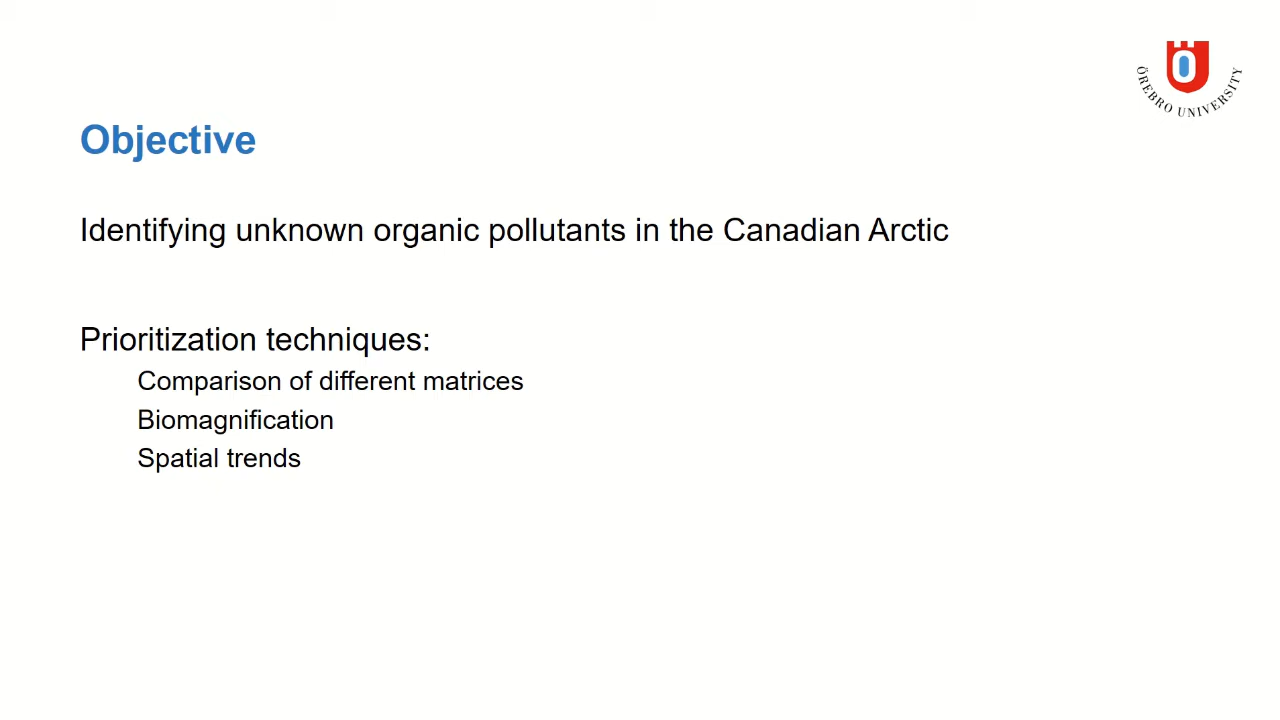 ÖREBRO UNIVERSITY
Objective
Identifying unknown organic pollutants in the Canadian Arctic
Prioritization techniques:
Comparison of different matrices
Biomagnification
Spatial trends